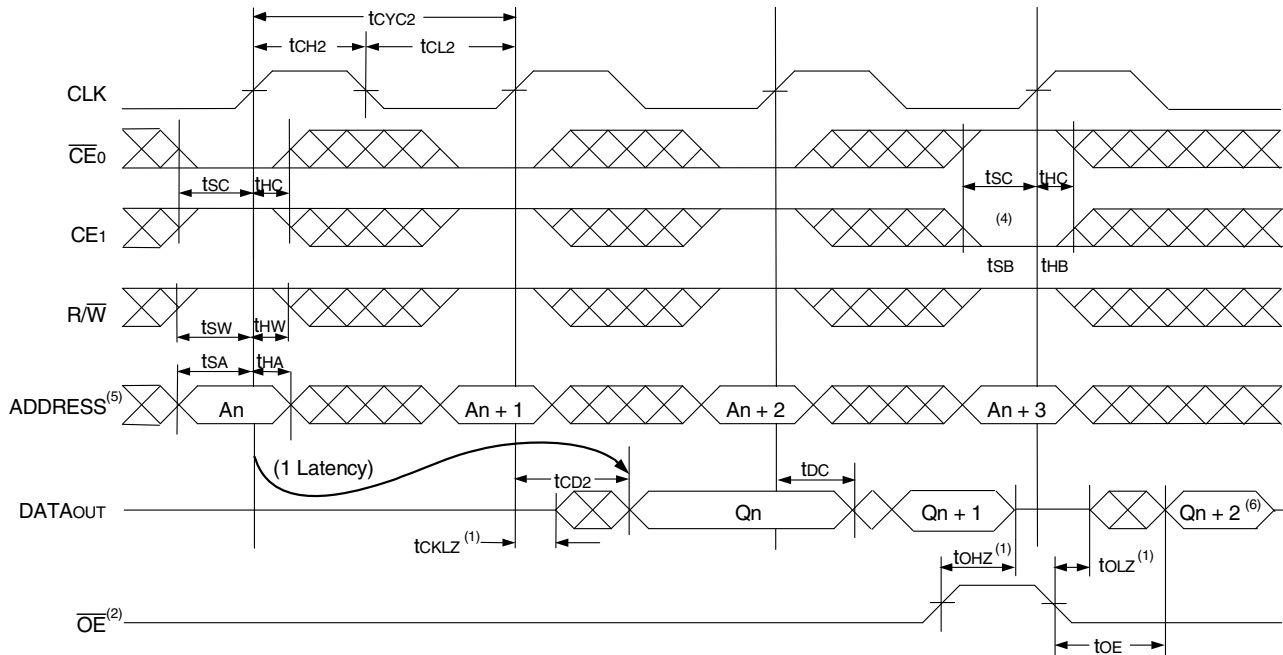 tCYC2
tCH2 tCL2
CLK
CE0
tSC tHC tSC tHC
CE1 (4)
tSB tHB
R/W
tSW tHW
tSA tHA
ADDRESS(5) An An + 1 An + 2 An + 3
(1 Latency) tCD2 tDC
DATAOUT Qn Qn + 1 Qn + 2 (6)
tCKLZ (1) tOHZ (1) tOLZ (1)
OE(2)
tOE